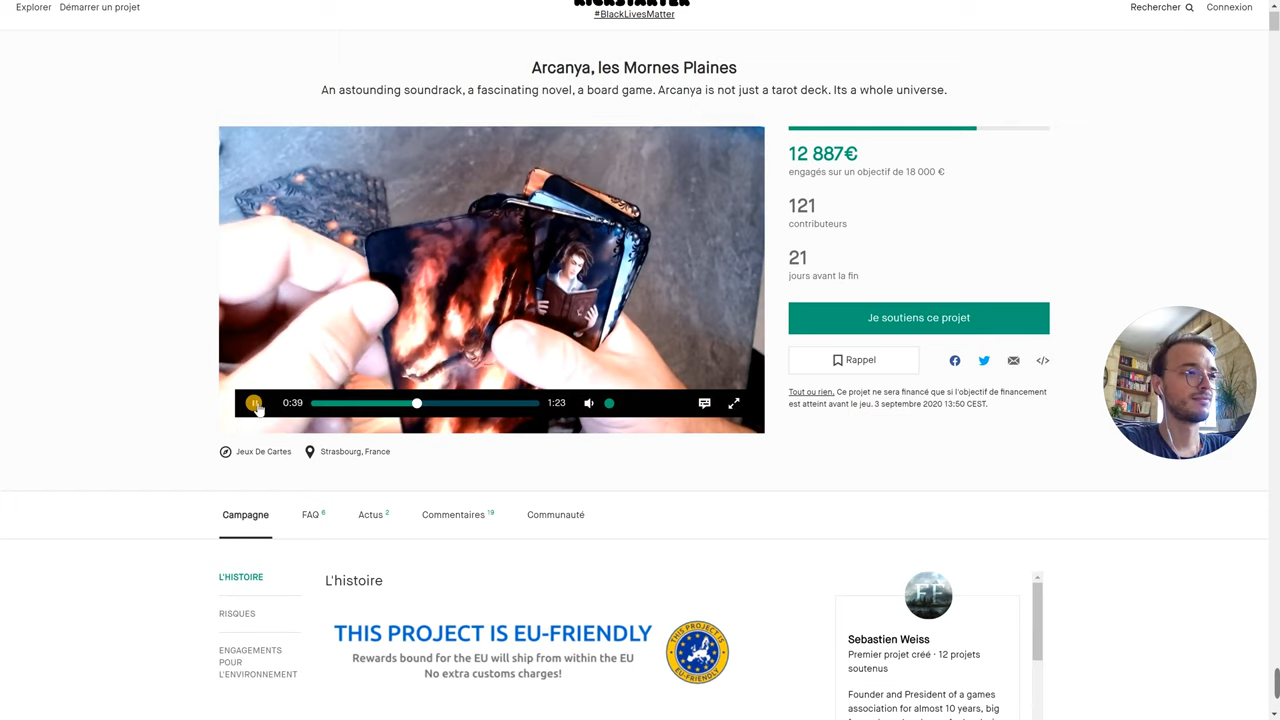 Explorer Démarrer un projet
KICKSTARTER
#BlackLivesMatter
Rechercher Connexion
Arcanya, les Mornes Plaines
An astounding soundrack, a fascinating novel, a board game. Arcanya is not just a tarot deck. Its a whole universe.
12 887€
engagés sur un objectif de 18 000 €
121
contributeurs
21
jours avant la fin
Je soutiens ce projet
Rappel
Tout ou rien. Ce projet ne sera financé que si l'objectif de financement
est atteint avant le jeu. 3 septembre 2020 13:50 CEST.
0:39 1:23
Jeux De Cartes Strasbourg, France
Campagne FAQ 6 Actus 2 Commentaires 19 Communauté
L'HISTOIRE
RISQUES
ENGAGEMENTS
POUR
L'ENVIRONNEMENT
L'histoire
THIS PROJECT IS EU-FRIENDLY
Rewards bound for the EU will ship from within the EU
No extra customs charges!
THIS PROJECT IS
EU-FRIENDLY
Sebastien Weiss
Premier projet créé · 12 projets
soutenus
Founder and President of a games
association for almost 10 years, big